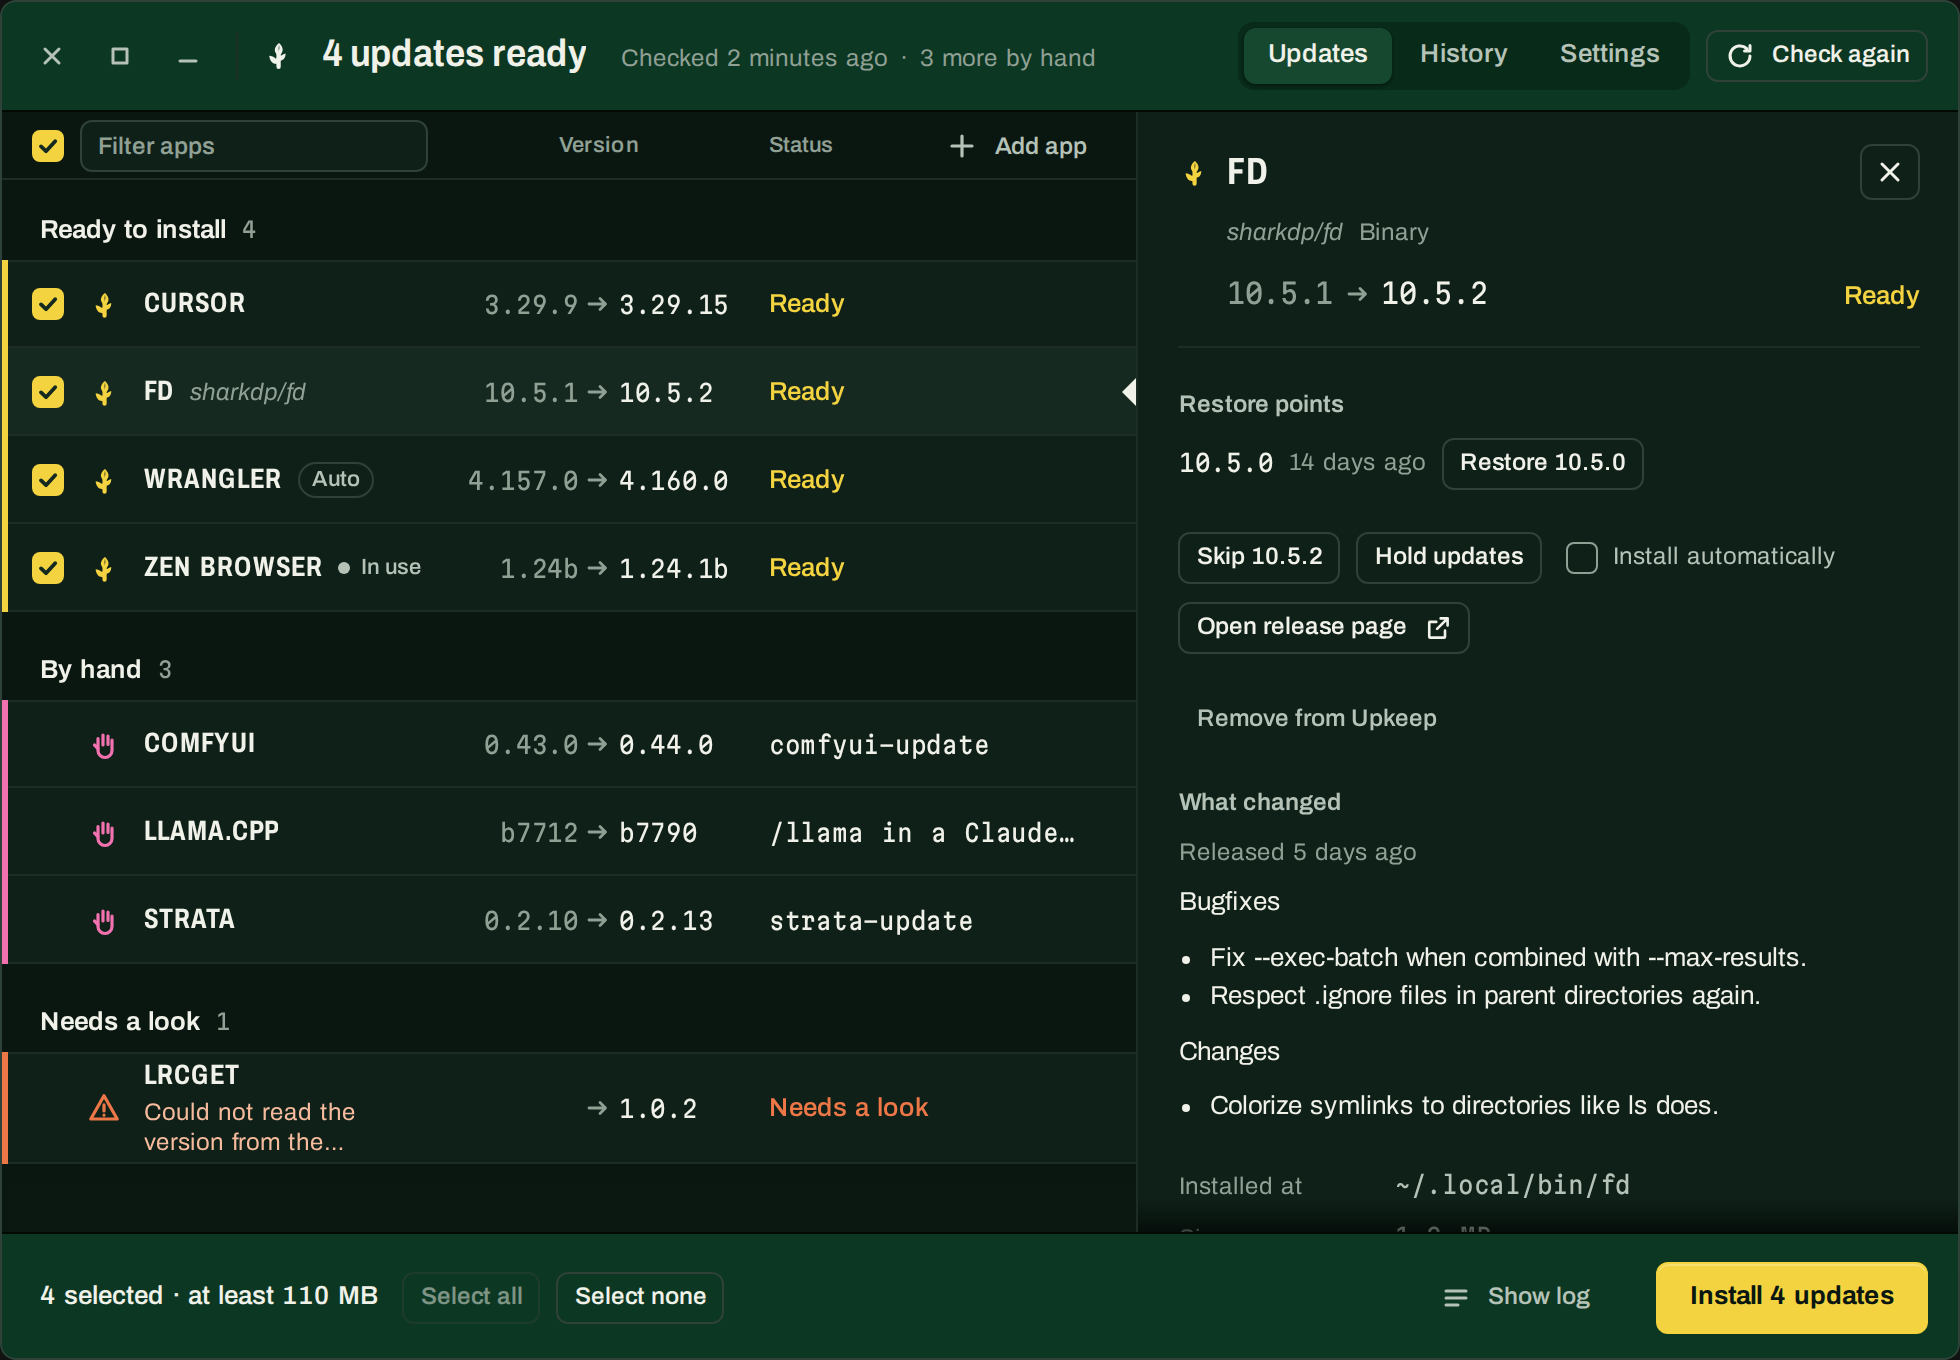 4 updates ready
Checked 2 minutes ago · 3 more by hand
Updates
History
Settings
Check again
Filter apps
Version
Status
Add app
Ready to install 4
CURSOR 3.29.9 → 3.29.15 Ready
FD sharkdp/fd 10.5.1 → 10.5.2 Ready
WRANGLER Auto 4.157.0 → 4.160.0 Ready
ZEN BROWSER • In use 1.24b → 1.24.1b Ready
By hand 3
COMFYUI 0.43.0 → 0.44.0 comfyui-update
LLAMA.CPP b7712 → b7790 /llama in a Claude…
STRATA 0.2.10 → 0.2.13 strata-update
Needs a look 1
LRCGET
Could not read the
version from the...
→ 1.0.2 Needs a look
FD
sharkdp/fd Binary
10.5.1 → 10.5.2 Ready
Restore points
10.5.0 14 days ago Restore 10.5.0
Skip 10.5.2 Hold updates Install automatically
Open release page
Remove from Upkeep
What changed
Released 5 days ago
Bugfixes
• Fix --exec-batch when combined with --max-results.
• Respect .ignore files in parent directories again.
Changes
• Colorize symlinks to directories like ls does.
Installed at ~/.local/bin/fd
4 selected · at least 110 MB
Select all
Select none
Show log
Install 4 updates